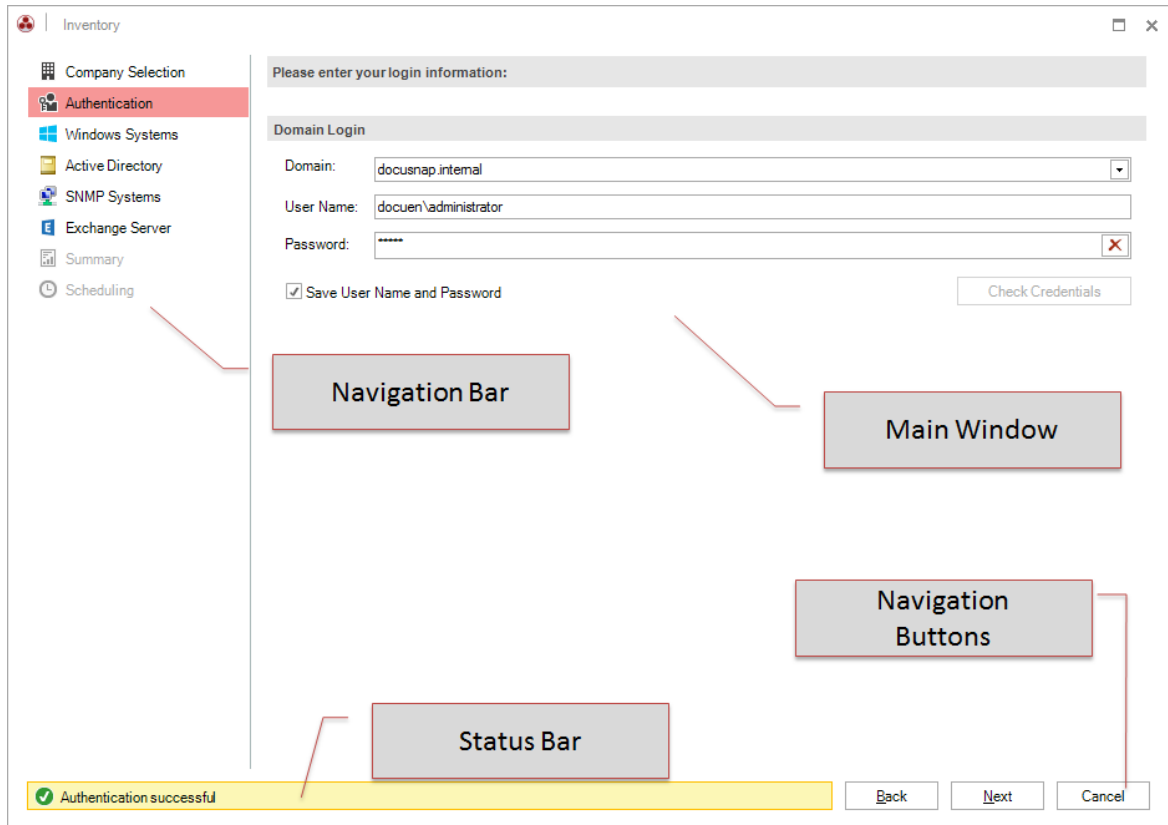 Inventory
Company Selection
Authentication
Windows Systems
Active Directory
SNMP Systems
Exchange Server
Summary
Scheduling
Please enter your login information:
Domain Login
Domain:
docusnap.internal
User Name:
docuen\administrator
Password:
*****
Save User Name and Password
Check Credentials
Navigation Bar
Main Window
Navigation
Buttons
Status Bar
Authentication successful
Back
Next
Cancel